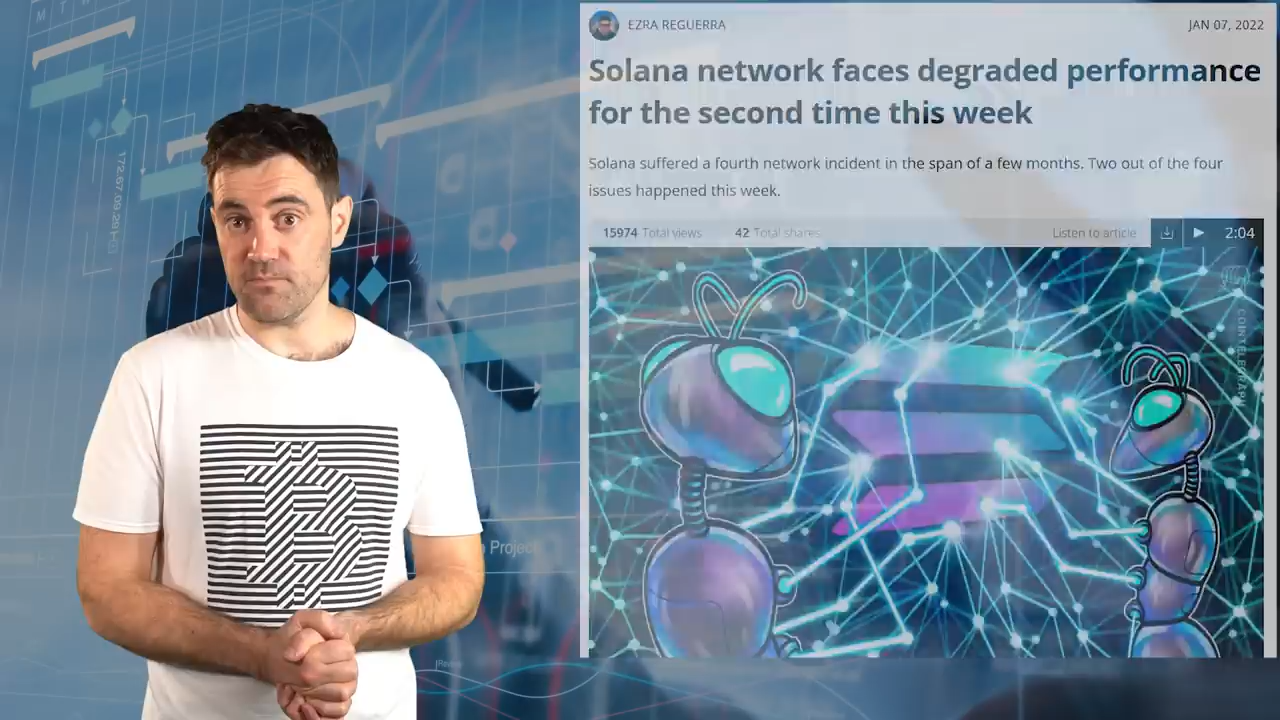 EZRA REGUERRA
JAN 07, 2022
Solana network faces degraded performance
for the second time this week
Solana suffered a fourth network incident in the span of a few months. Two out of the four
issues happened this week.
15974 Total views 42 Total shares
Listen to article 2:04
COINTELEGRAPH
M T W
Project